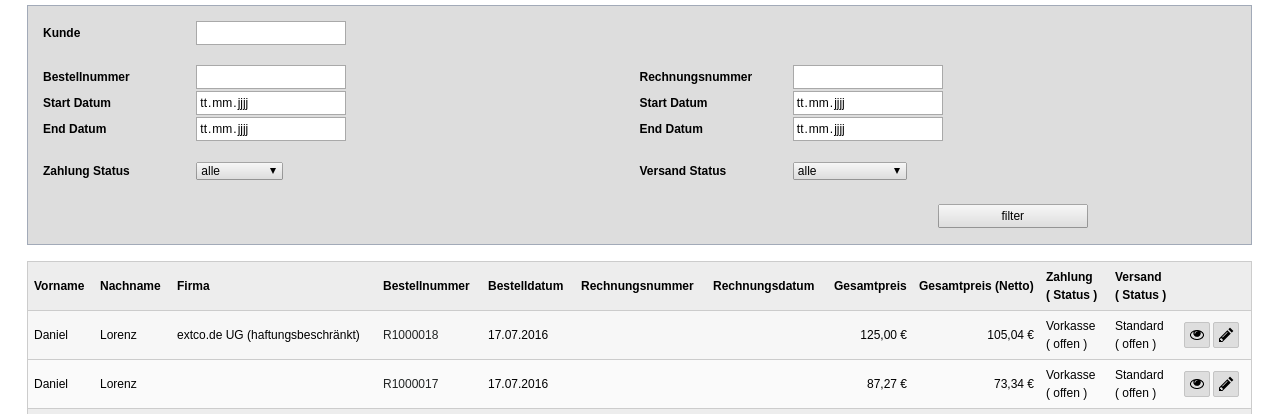 Kunde
Bestellnummer Rechnungsnummer
Start Datum tt.mm.jjjj Start Datum tt.mm.jjjj
End Datum tt.mm.jjjj End Datum tt.mm.jjjj
Zahlung Status alle Versand Status alle
filter
Vorname Nachname Firma Bestellnummer Bestelldatum Rechnungsnummer Rechnungsdatum Gesamtpreis Gesamtpreis (Netto) Zahlung ( Status ) Versand ( Status )
Daniel Lorenz extco.de UG (haftungsbeschränkt) R1000018 17.07.2016 125,00 € 105,04 € Vorkasse ( offen ) Standard ( offen )
Daniel Lorenz R1000017 17.07.2016 87,27 € 73,34 € Vorkasse ( offen ) Standard ( offen )